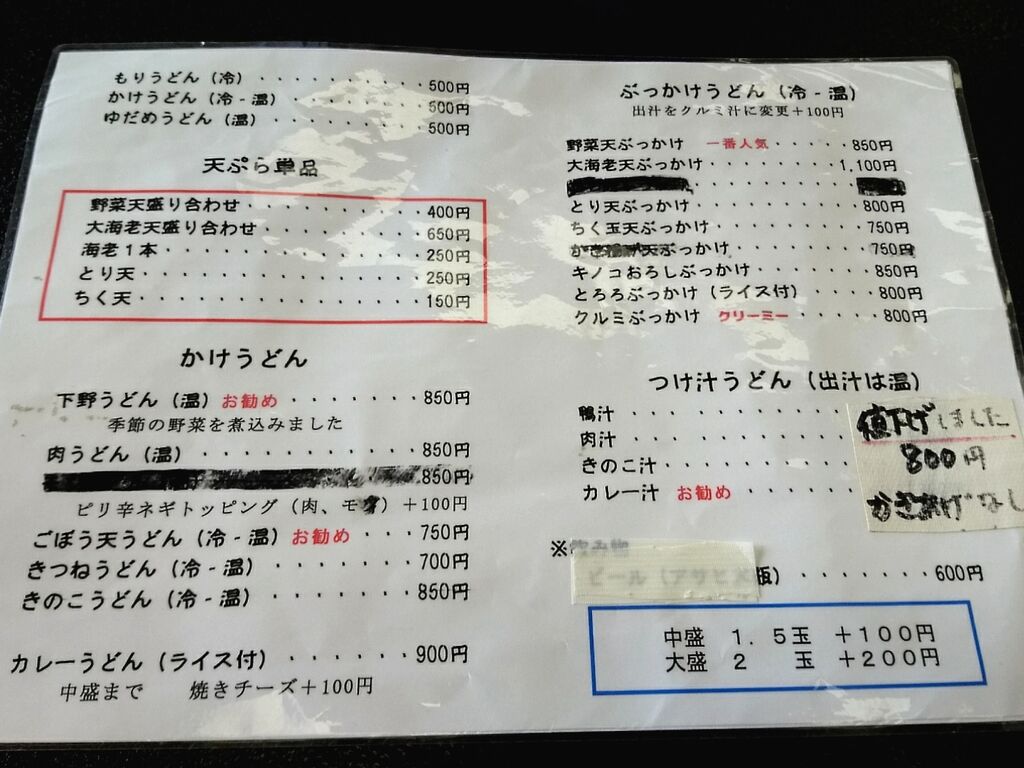 もりうどん（冷）・・・・・・・・・・500円
かけうどん（冷‐温）・・・・・・・・500円
ゆだめうどん（温）・・・・・・・・・500円
天ぷら単品
野菜天盛り合わせ・・・・・・・・・・400円
大海老天盛り合わせ・・・・・・・・・650円
海老１本・・・・・・・・・・・・・・250円
とり天・・・・・・・・・・・・・・・250円
ちく天・・・・・・・・・・・・・・・150円
かけうどん
下野うどん（温）お勧め・・・・850円
季節の野菜を煮込みました
肉うどん（温）・・・・・・・・850円
850円
ピリ辛ネギトッピング（肉、モ ）＋100円
ごぼう天うどん（冷‐温）お勧め・・・750円
きつねうどん（冷‐温）・・・・・・・700円
きのこうどん（冷‐温）・・・・・・・850円
カレーうどん（ライス付）・・・・・・900円
中盛まで　　焼きチーズ＋100円
ぶっかけうどん（冷‐温）
出汁をクルミ汁に変更＋100円
野菜天ぶっかけ　一番人気・・・・・850円
大海老天ぶっかけ・・・・・・・・1,100円
とり天ぶっかけ・・・・・・・・・・800円
ちく玉天ぶっかけ・・・・・・・・・750円
天ぶっかけ・・・・・・・・・750円
キノコおろしぶっかけ・・・・・・・850円
とろろぶっかけ（ライス付）・・・・800円
クルミぶっかけ　クリーミー・・・・・800円
つけ汁うどん（出汁は温）
鴨汁・・・・・・・・・・・
肉汁・・・・・・・・・・・
きのこ汁・・・・・・・・・
カレー汁　お勧め・・・・・
値下げしました
800円
かきあげなし
※飲み物
ビール（アサヒ 瓶）・・・・・・・600円
中盛　１．５玉　＋１００円
大盛　２　　玉　＋２００円